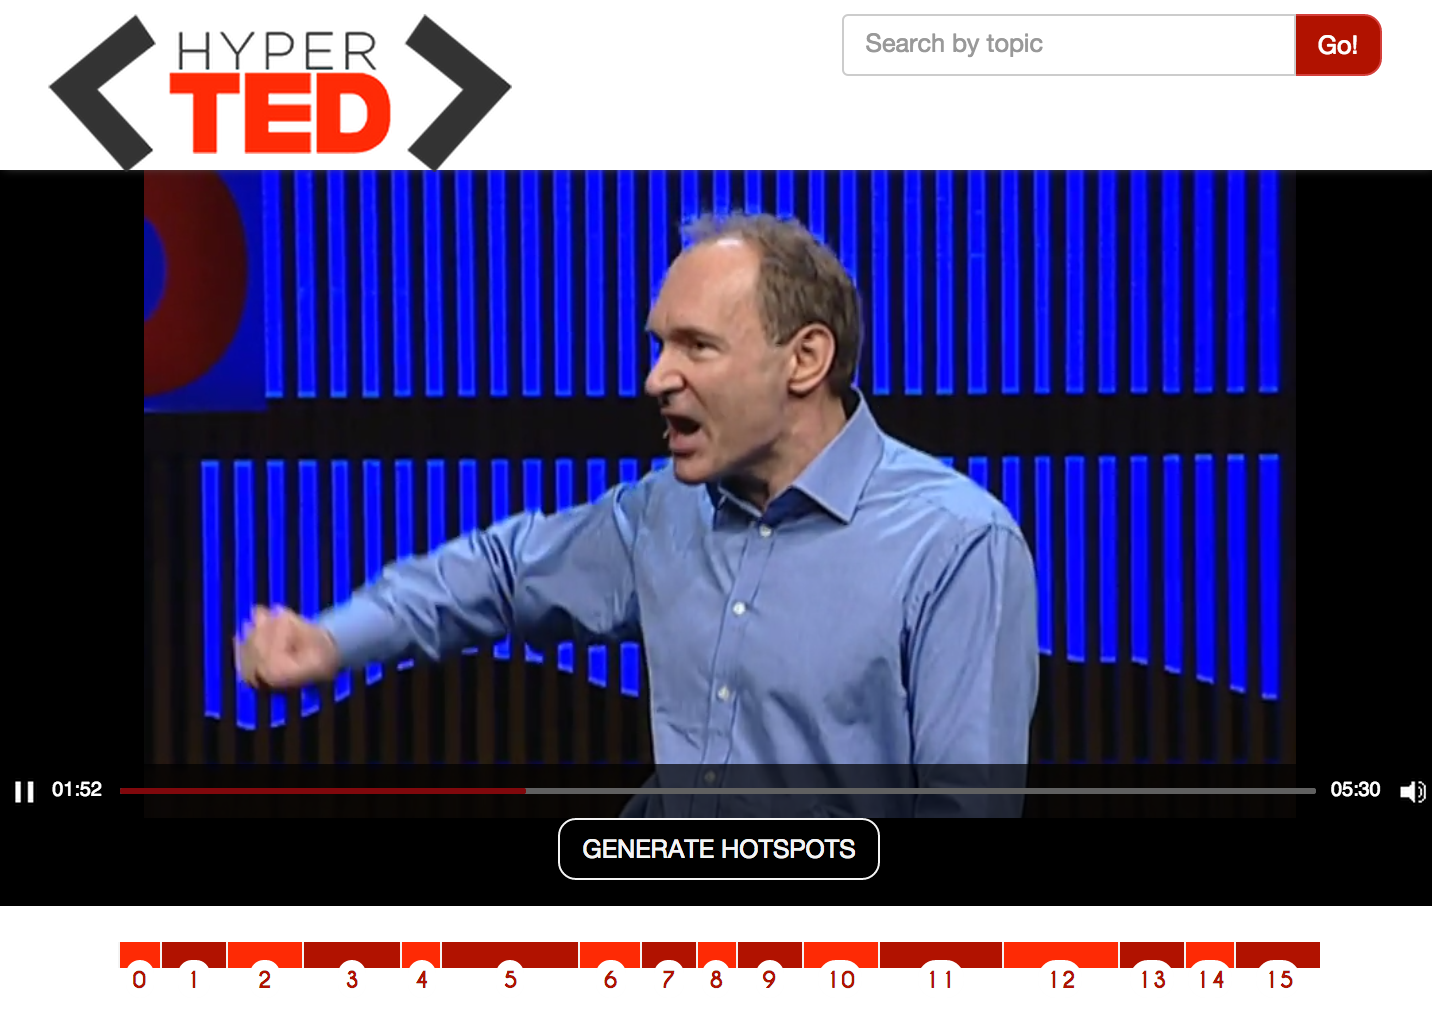 HYPER
TED
Search by topic
Go!
01:52
05:30
GENERATE HOTSPOTS
0 1 2 3 4 5 6 7 8 9 10 11 12 13 14 15